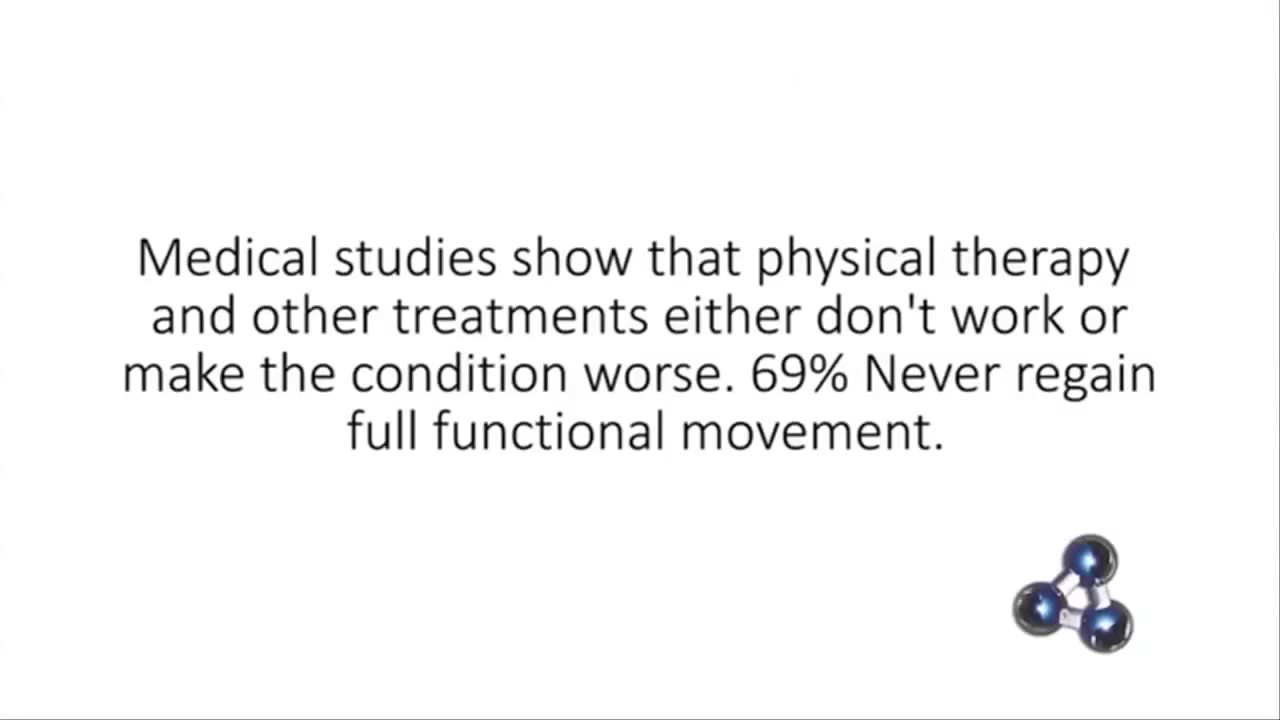 Medical studies show that physical therapy
and other treatments either don't work or
make the condition worse. 69% Never regain
full functional movement.